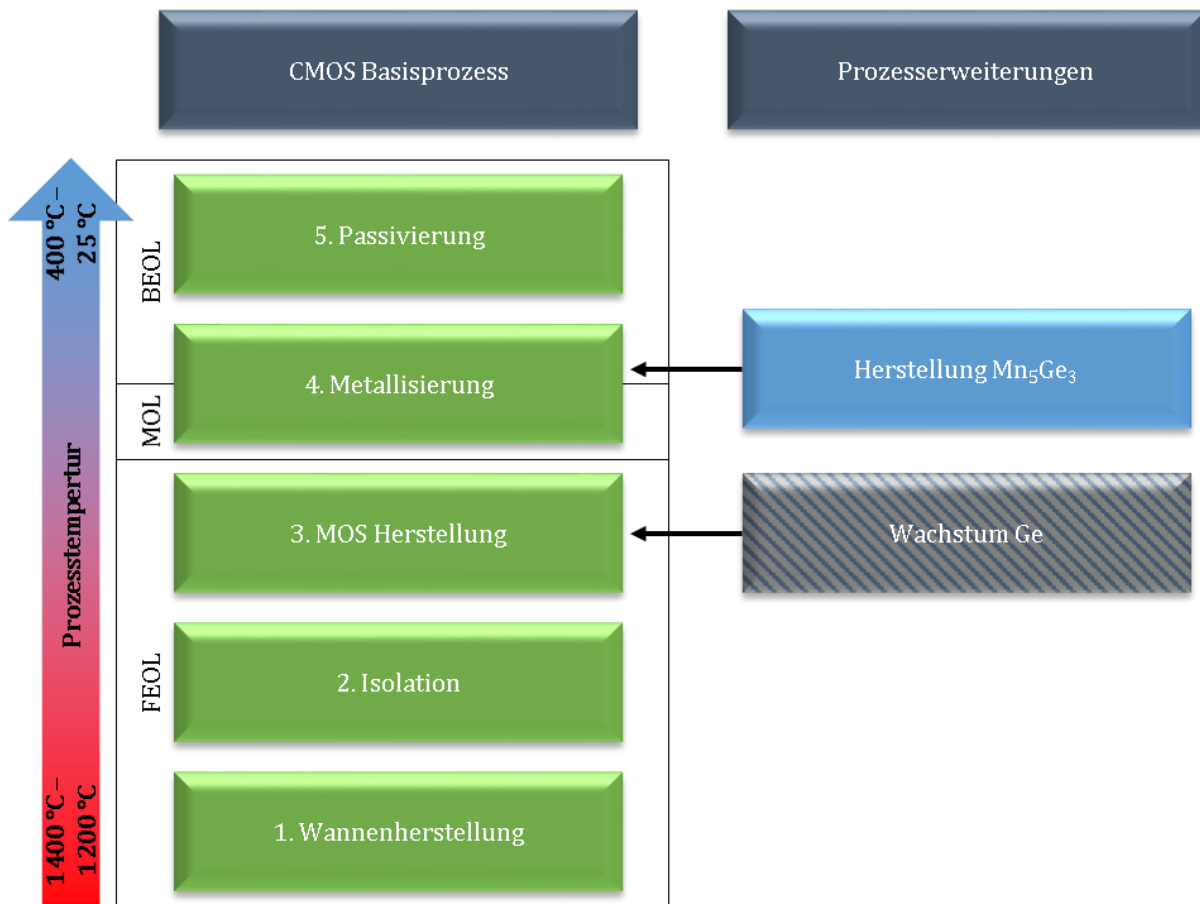 CMOS Basisprozess
Prozesserweiterungen
400 °C –
25 °C
Prozesstempertur
1400 °C –
1200 °C
BEOL
MOL
FEOL
5. Passivierung
4. Metallisierung
3. MOS Herstellung
2. Isolation
1. Wannenherstellung
Herstellung Mn₅Ge₃
Wachstum Ge